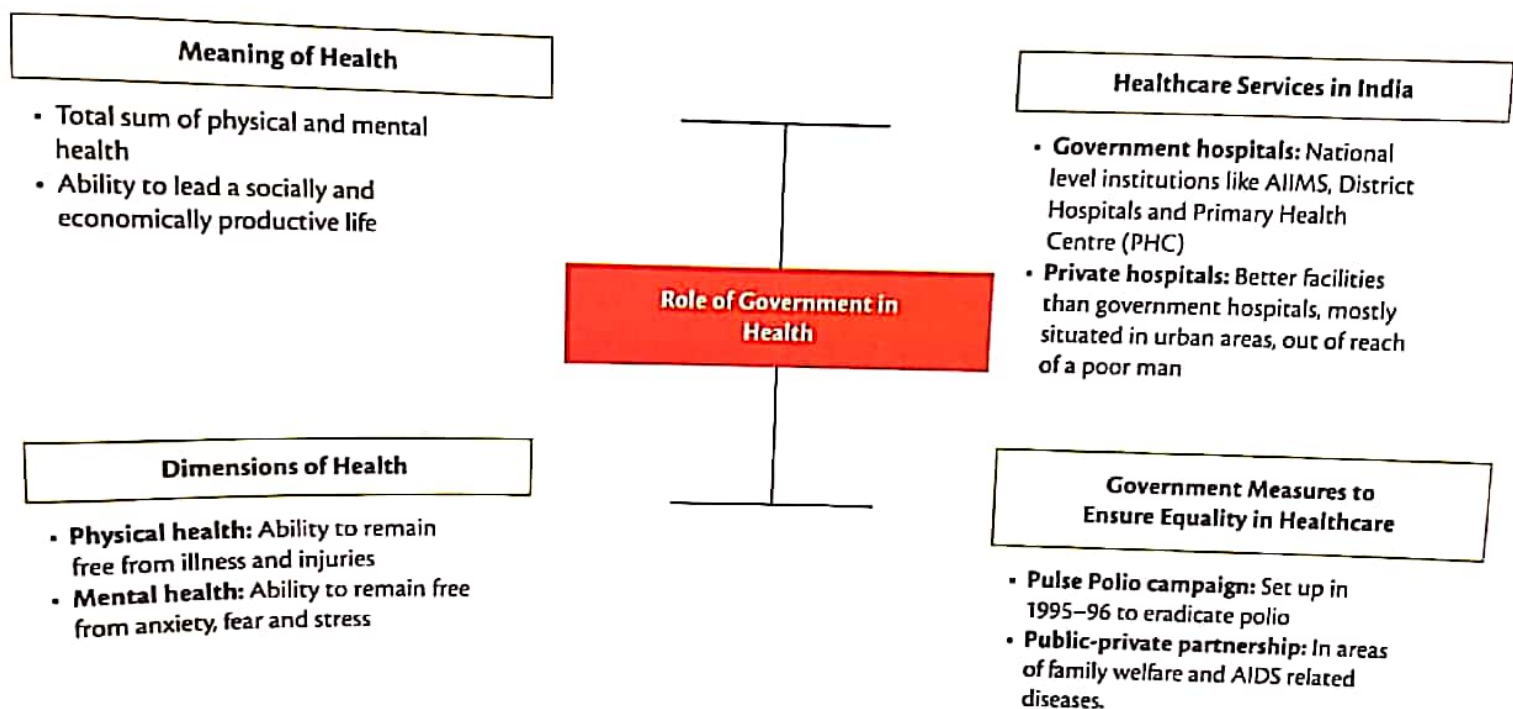 Meaning of Health
• Total sum of physical and mental
health
• Ability to lead a socially and
economically productive life
Healthcare Services in India
• Government hospitals: National
level institutions like AIIMS, District
Hospitals and Primary Health
Centre (PHC)
• Private hospitals: Better facilities
than government hospitals, mostly
situated in urban areas, out of reach
of a poor man
Role of Government in
Health
Dimensions of Health
• Physical health: Ability to remain
free from illness and injuries
• Mental health: Ability to remain free
from anxiety, fear and stress
Government Measures to
Ensure Equality in Healthcare
• Pulse Polio campaign: Set up in
1995–96 to eradicate polio
• Public-private partnership: In areas
of family welfare and AIDS related
diseases.